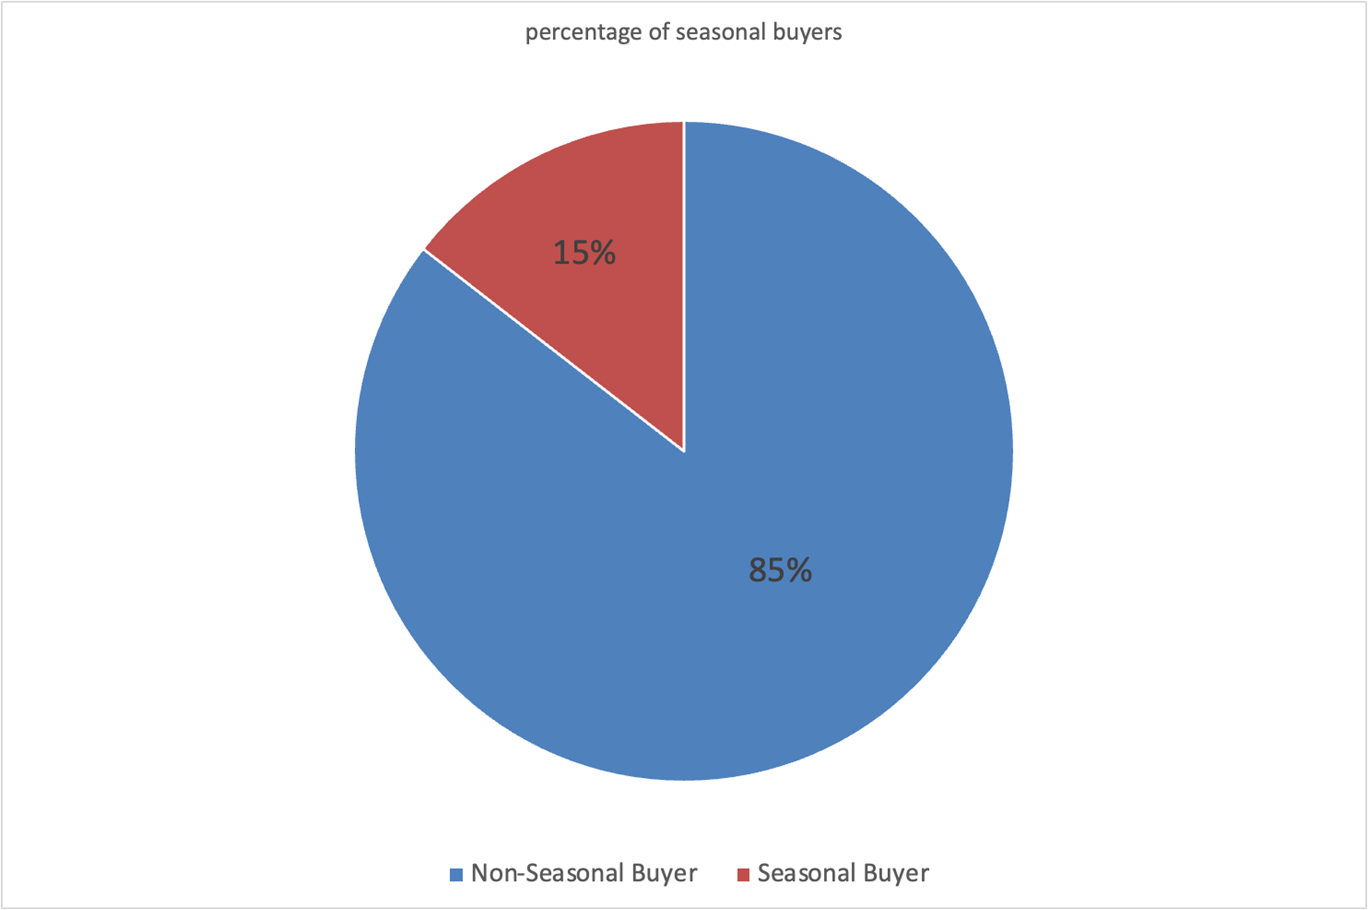 percentage of seasonal buyers
15%
85%
Non-Seasonal Buyer Seasonal Buyer